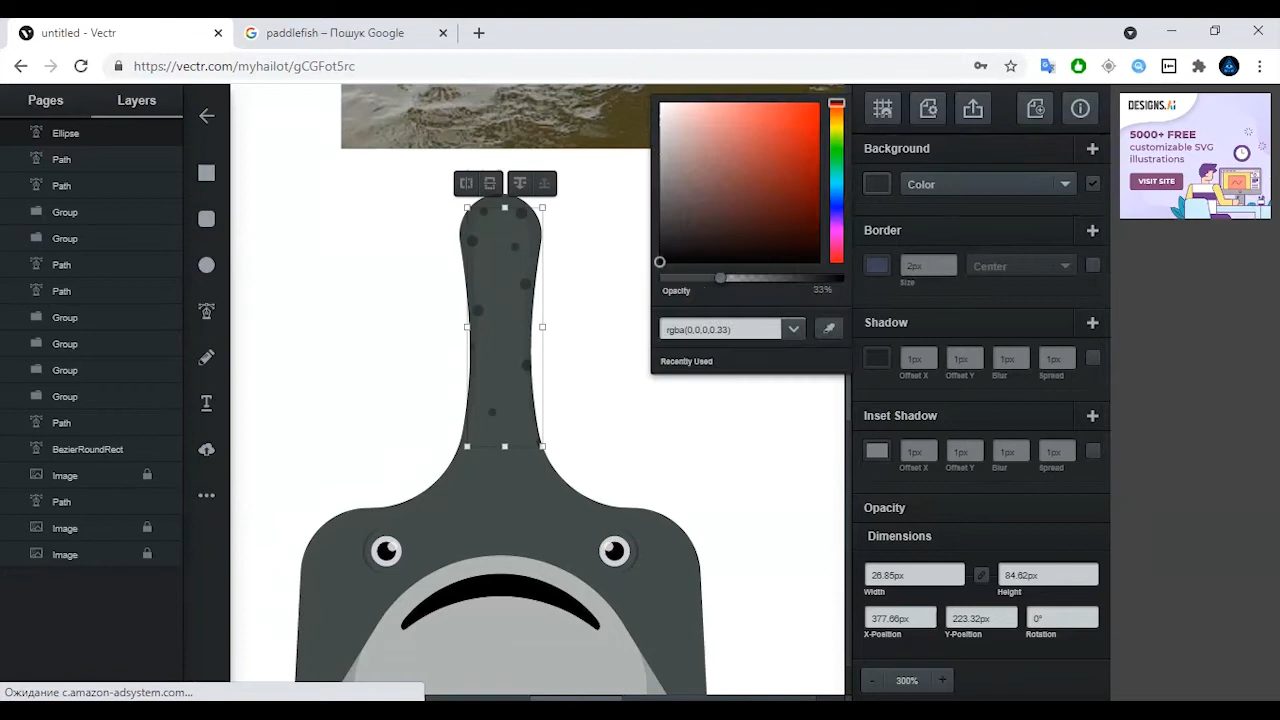 untitled - Vectr
paddlefish – Пошук Google
https://vectr.com/myhailot/gCGFot5rc
Pages
Layers
Ellipse
Path
Path
Group
Group
Path
Path
Group
Group
Group
Group
Path
BezierRoundRect
Image
Path
Image
Image
Opacity
33%
rgba(0,0,0,0.33)
Recently Used
Background
Color
Border
2px
Center
Size
Shadow
1px
1px
1px
1px
Offset X
Offset Y
Blur
Spread
Inset Shadow
1px
1px
1px
1px
Offset X
Offset Y
Blur
Spread
Opacity
Dimensions
26.85px
84.62px
Width
Height
377.66px
223.32px
0°
X-Position
Y-Position
Rotation
- 300% +
DESIGNS.AI
5000+ FREE
customizable SVG
illustrations
VISIT SITE
Ожидание c.amazon-adsystem.com...